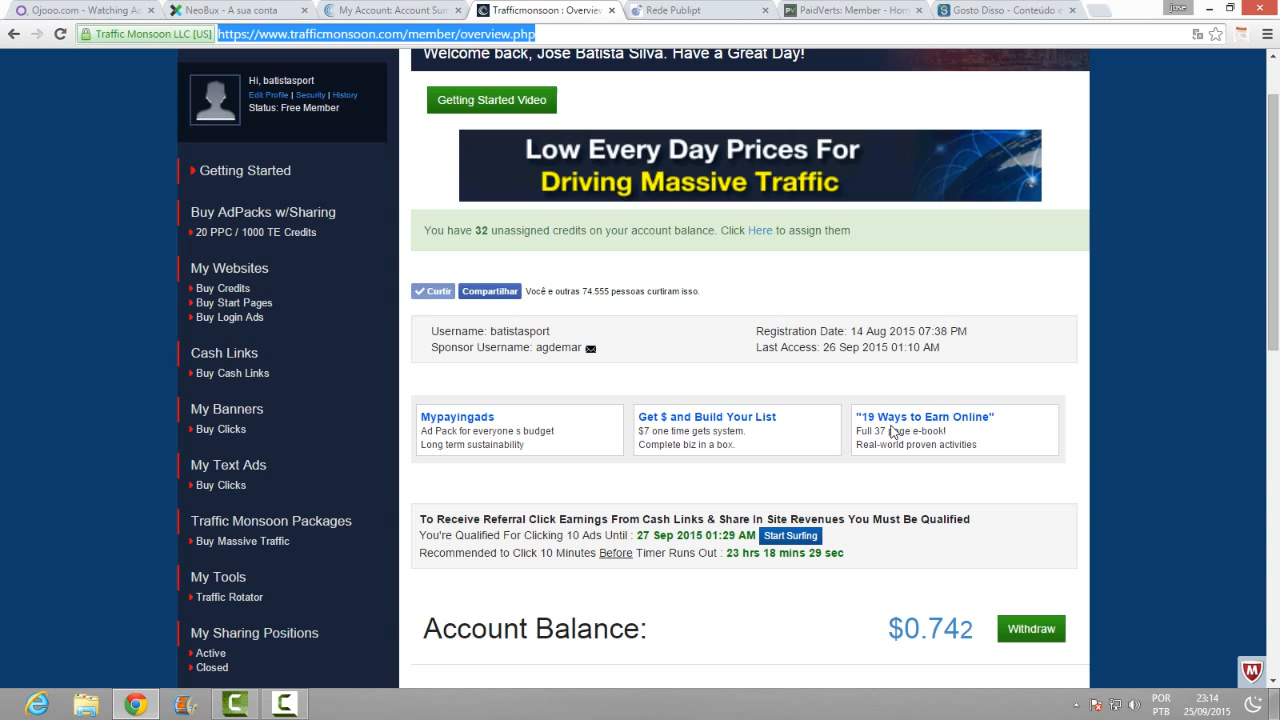 Ojooo.com – Watching Ad
NeoBux - A sua conta
My Account: Account Sum
Trafficmonsoon : Overview
Rede Publipt
PaidVerts: Member - Hom
Gosto Disso - Conteúdo e
Jose
Traffic Monsoon LLC [US]
https://www.trafficmonsoon.com/member/overview.php
Welcome back, Jose Batista Silva. Have a Great Day!
Hi, batistasport
Edit Profile | Security | History
Status: Free Member
Getting Started
Buy AdPacks w/Sharing
20 PPC / 1000 TE Credits
My Websites
Buy Credits
Buy Start Pages
Buy Login Ads
Cash Links
Buy Cash Links
My Banners
Buy Clicks
My Text Ads
Buy Clicks
Traffic Monsoon Packages
Buy Massive Traffic
My Tools
Traffic Rotator
My Sharing Positions
Active
Closed
Getting Started Video
Low Every Day Prices For
Driving Massive Traffic
You have 32 unassigned credits on your account balance. Click Here to assign them
Curtir
Compartilhar
Você e outras 74.555 pessoas curtiram isso.
Username: batistasport
Registration Date: 14 Aug 2015 07:38 PM
Sponsor Username: agdemar
Last Access: 26 Sep 2015 01:10 AM
Mypayingads
Ad Pack for everyone s budget
Long term sustainability
Get $ and Build Your List
$7 one time gets system.
Complete biz in a box.
"19 Ways to Earn Online"
Full 37 page e-book!
Real-world proven activities
To Receive Referral Click Earnings From Cash Links & Share In Site Revenues You Must Be Qualified
You're Qualified For Clicking 10 Ads Until : 27 Sep 2015 01:29 AM Start Surfing
Recommended to Click 10 Minutes Before Timer Runs Out : 23 hrs 18 mins 29 sec
Account Balance:
$0.742
Withdraw
POR
PTB
23:14
25/09/2015